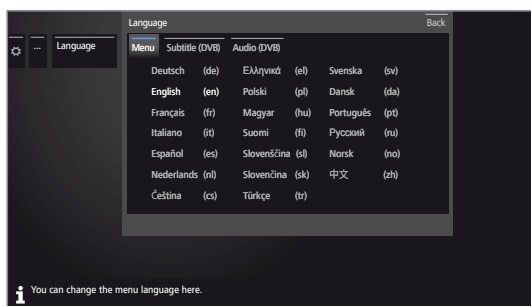 Language Back
... Language
Menu Subtitle (DVB) Audio (DVB)
Deutsch (de) Ελληνικά (el) Svenska (sv)
English (en) Polski (pl) Dansk (da)
Français (fr) Magyar (hu) Português (pt)
Italiano (it) Suomi (fi) Русский (ru)
Español (es) Slovenščina (sl) Norsk (no)
Nederlands (nl) Slovenčina (sk) 中文 (zh)
Čeština (cs) Türkçe (tr)
You can change the menu language here.